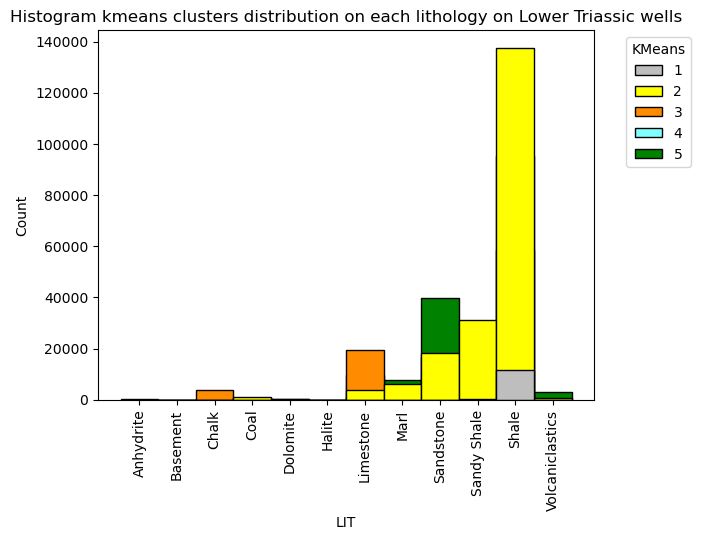 Histogram kmeans clusters distribution on each lithology on Lower Triassic wells
KMeans
1
2
3
4
5
140000
120000
100000
80000
60000
40000
20000
0
Count
Anhydrite
Basement
Chalk
Coal
Dolomite
Halite
Limestone
Marl
Sandstone
Sandy Shale
Shale
Volcaniclastics
LIT